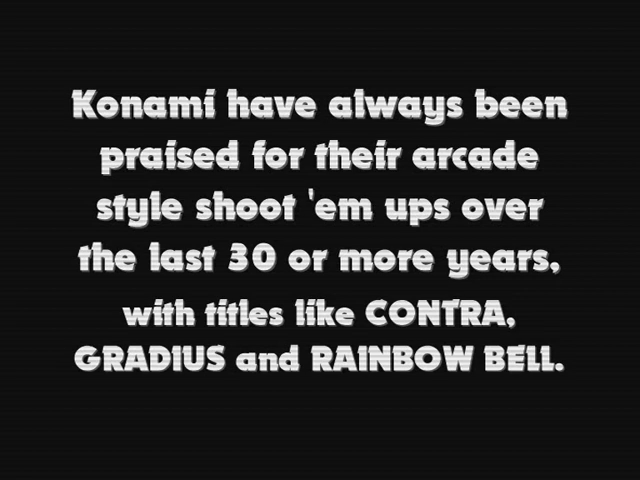 Konami have always been
praised for their arcade
style shoot 'em ups over
the last 30 or more years,
with titles like CONTRA,
GRADIUS and RAINBOW BELL.